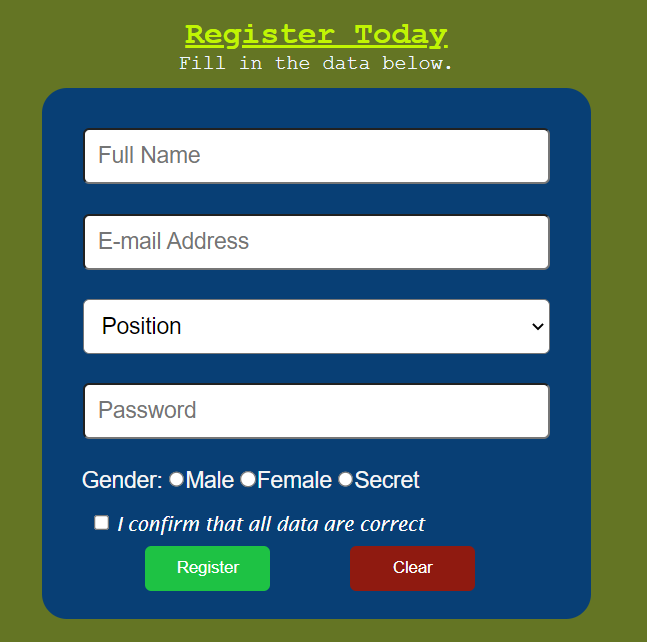 Register Today
Fill in the data below.
Full Name
E-mail Address
Position
Password
Gender: Male Female Secret
I confirm that all data are correct
Register Clear